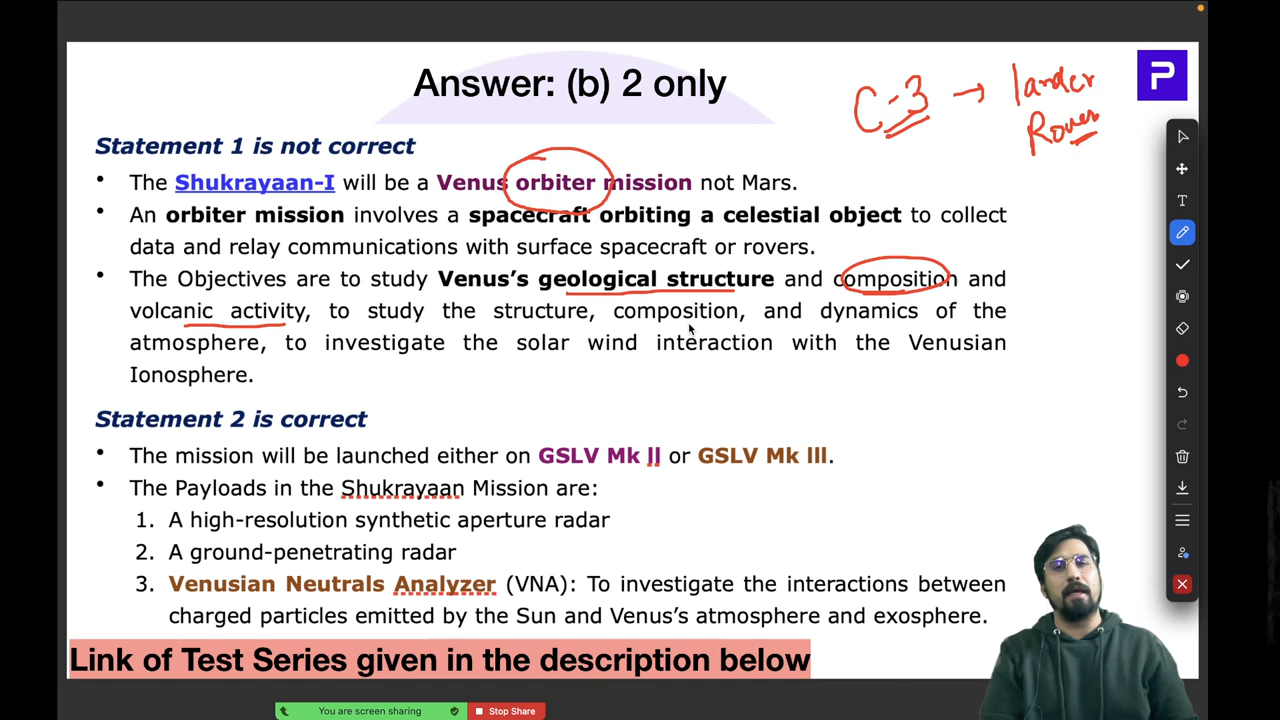 Answer: (b) 2 only
C-3 → lander
Rover
P
Statement 1 is not correct
• The Shukrayaan-I will be a Venus orbiter mission not Mars.
• An orbiter mission involves a spacecraft orbiting a celestial object to collect
data and relay communications with surface spacecraft or rovers.
• The Objectives are to study Venus's geological structure and composition and
volcanic activity, to study the structure, composition, and dynamics of the
atmosphere, to investigate the solar wind interaction with the Venusian
Ionosphere.
Statement 2 is correct
• The mission will be launched either on GSLV Mk II or GSLV Mk III.
• The Payloads in the Shukrayaan Mission are:
1. A high-resolution synthetic aperture radar
2. A ground-penetrating radar
3. Venusian Neutrals Analyzer (VNA): To investigate the interactions between
charged particles emitted by the Sun and Venus's atmosphere and exosphere.
Link of Test Series given in the description below
You are screen sharing
Stop Share